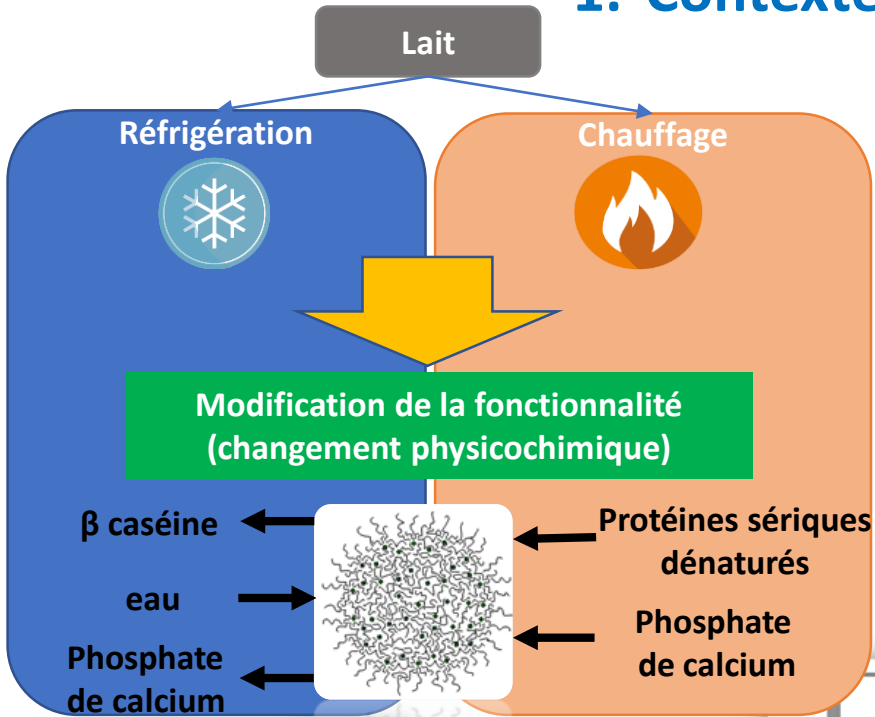 1. Contexte
Lait
Réfrigération
Chauffage
Modification de la fonctionnalité
(changement physicochimique)
β caséine
eau
Phosphate
de calcium
Protéines sériques
dénaturés
Phosphate
de calcium